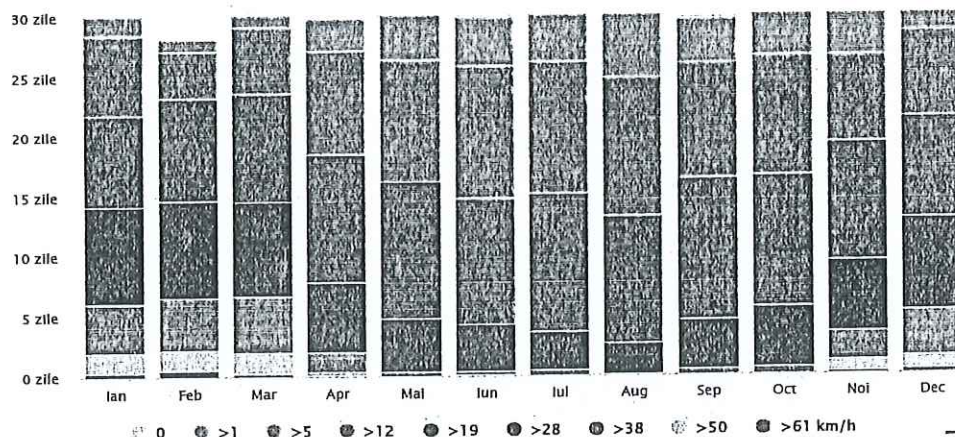 30 zile
25 zile
20 zile
15 zile
10 zile
5 zile
0 zile
Ian Feb Mar Apr Mai Iun Iul Aug Sep Oct Noi Dec
0 >1 >5 >12 >19 >28 >38 >50 >61 km/h